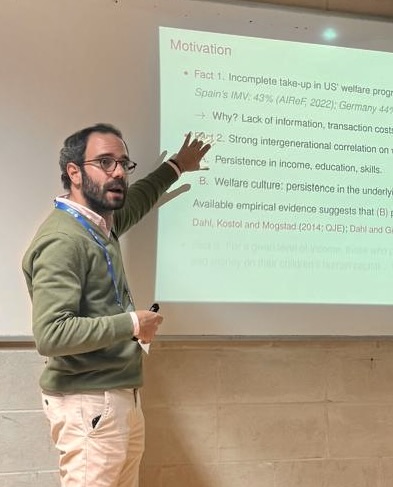 Motivation
• Fact 1. Incomplete take-up in US' welfare prog
Spain's IMV: 43% (AIReF, 2022); Germany 44%
→ Why? Lack of information, transaction costs
Fact 2. Strong intergenerational correlation on
A. Persistence in income, education, skills.
B. Welfare culture: persistence in the underlyi
Available empirical evidence suggests that (B) p
Dahl, Kostol and Mogstad (2014; QJE); Dahl and G